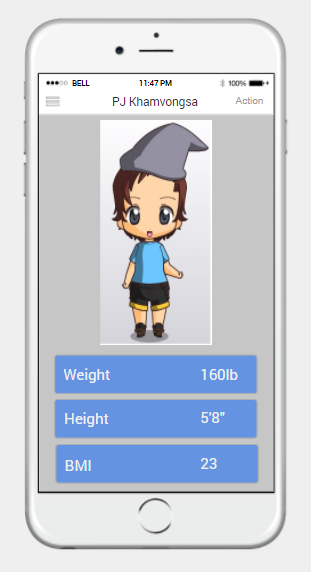 BELL 11:47 PM 100%
PJ Khamvongsa Action
Weight 160lb
Height 5'8"
BMI 23